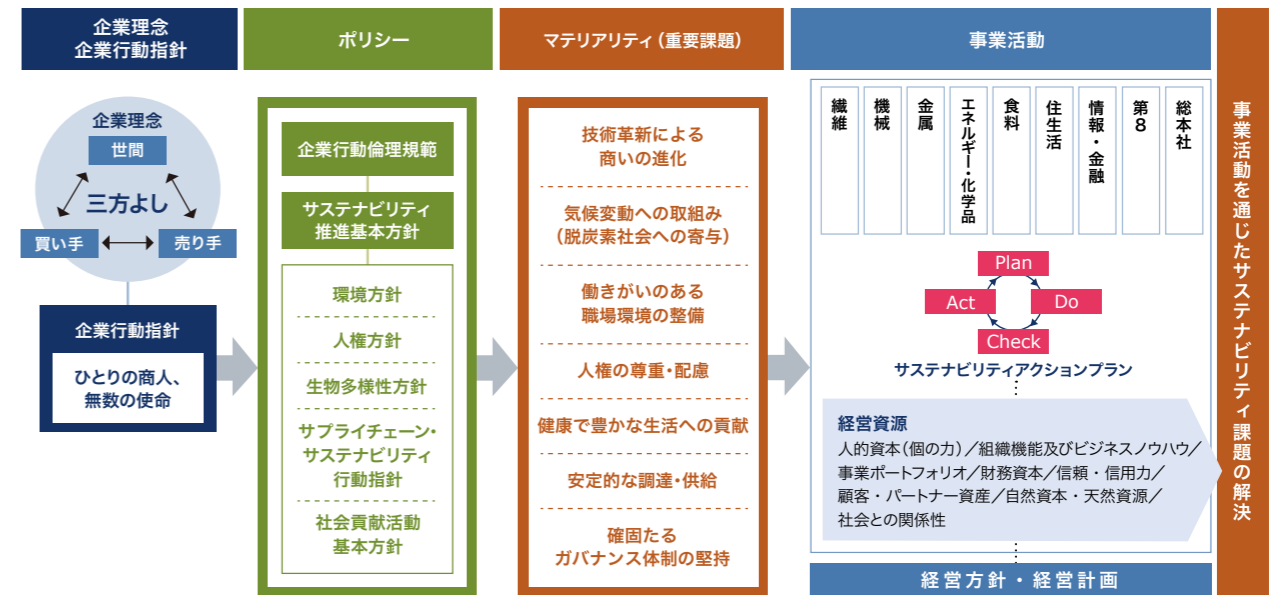 企業理念
企業行動指針
ポリシー
マテリアリティ（重要課題）
事業活動
企業理念
世間
三方よし
買い手
売り手
企業行動指針
ひとりの商人、
無数の使命
企業行動倫理規範
サステナビリティ
推進基本方針
環境方針
人権方針
生物多様性方針
サプライチェーン・
サステナビリティ
行動指針
社会貢献活動
基本方針
技術革新による
商いの進化
気候変動への取組み
（脱炭素社会への寄与）
働きがいのある
職場環境の整備
人権の尊重・配慮
健康で豊かな生活への貢献
安定的な調達・供給
確固たる
ガバナンス体制の堅持
繊維
機械
金属
エネルギー・化学品
食料
住生活
情報・金融
第8
総本社
Plan
Act
Do
Check
サステナビリティアクションプラン
経営資源
人的資本（個の力）／組織機能及びビジネスノウハウ／
事業ポートフォリオ／財務資本／信頼・信用力／
顧客・パートナー資産／自然資本・天然資源／
社会との関係性
経営方針・経営計画
事業活動を通じたサステナビリティ課題の解決